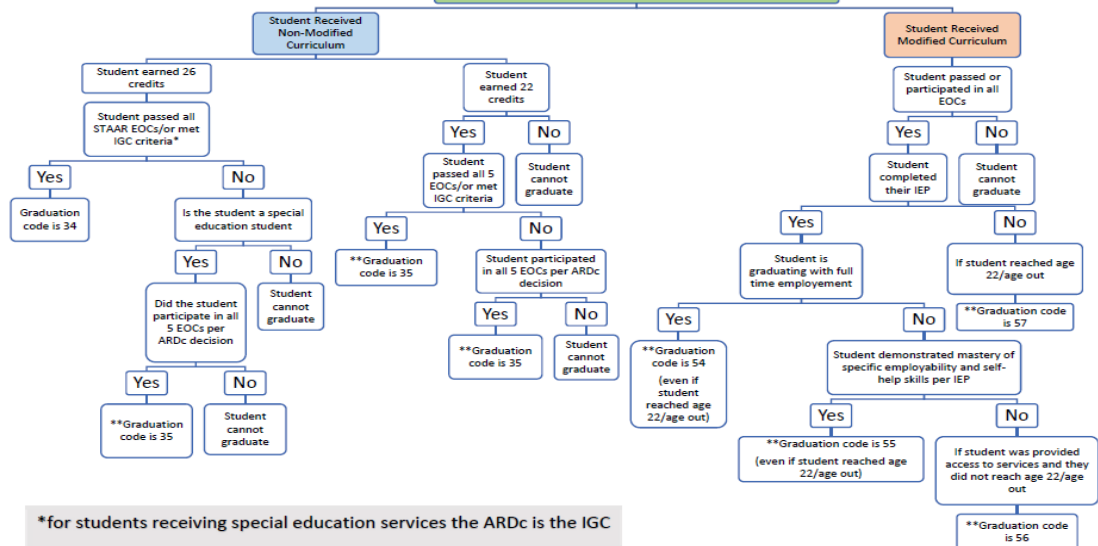 Student Received
Non-Modified
Curriculum
Student earned 26
credits
Student passed all
STAAR EOCs/or met
IGC criteria*
Yes
No
Graduation
code is 34
Is the student a special
education student
Yes
No
Did the student
participate in all
5 EOCs per
ARDc decision
Student
cannot
graduate
Yes
No
**Graduation
code is 35
Student
cannot
graduate
Student
earned 22
credits
Yes
No
Student
passed all 5
EOCs/or met
IGC criteria
Student
cannot
graduate
Yes
No
**Graduation
code is 35
Student participated
in all 5 EOCs per ARDc
decision
Yes
No
**Graduation
code is 35
Student
cannot
graduate
Student Received
Modified Curriculum
Student passed or
participated in all
EOCs
Yes
No
Student
completed
their IEP
Student
cannot
graduate
Yes
No
Student is
graduating with full
time employement
If student reached age
22/age out
**Graduation code
is 57
Yes
No
**Graduation
code is 54
(even if
student
reached age
22/age out)
Student demonstrated mastery of
specific employability and self-
help skills per IEP
Yes
No
**Graduation code is 55
(even if student reached age
22/age out)
If student was provided
access to services and they
did not reach age 22/age
out
**Graduation code
is 56
*for students receiving special education services the ARDc is the IGC